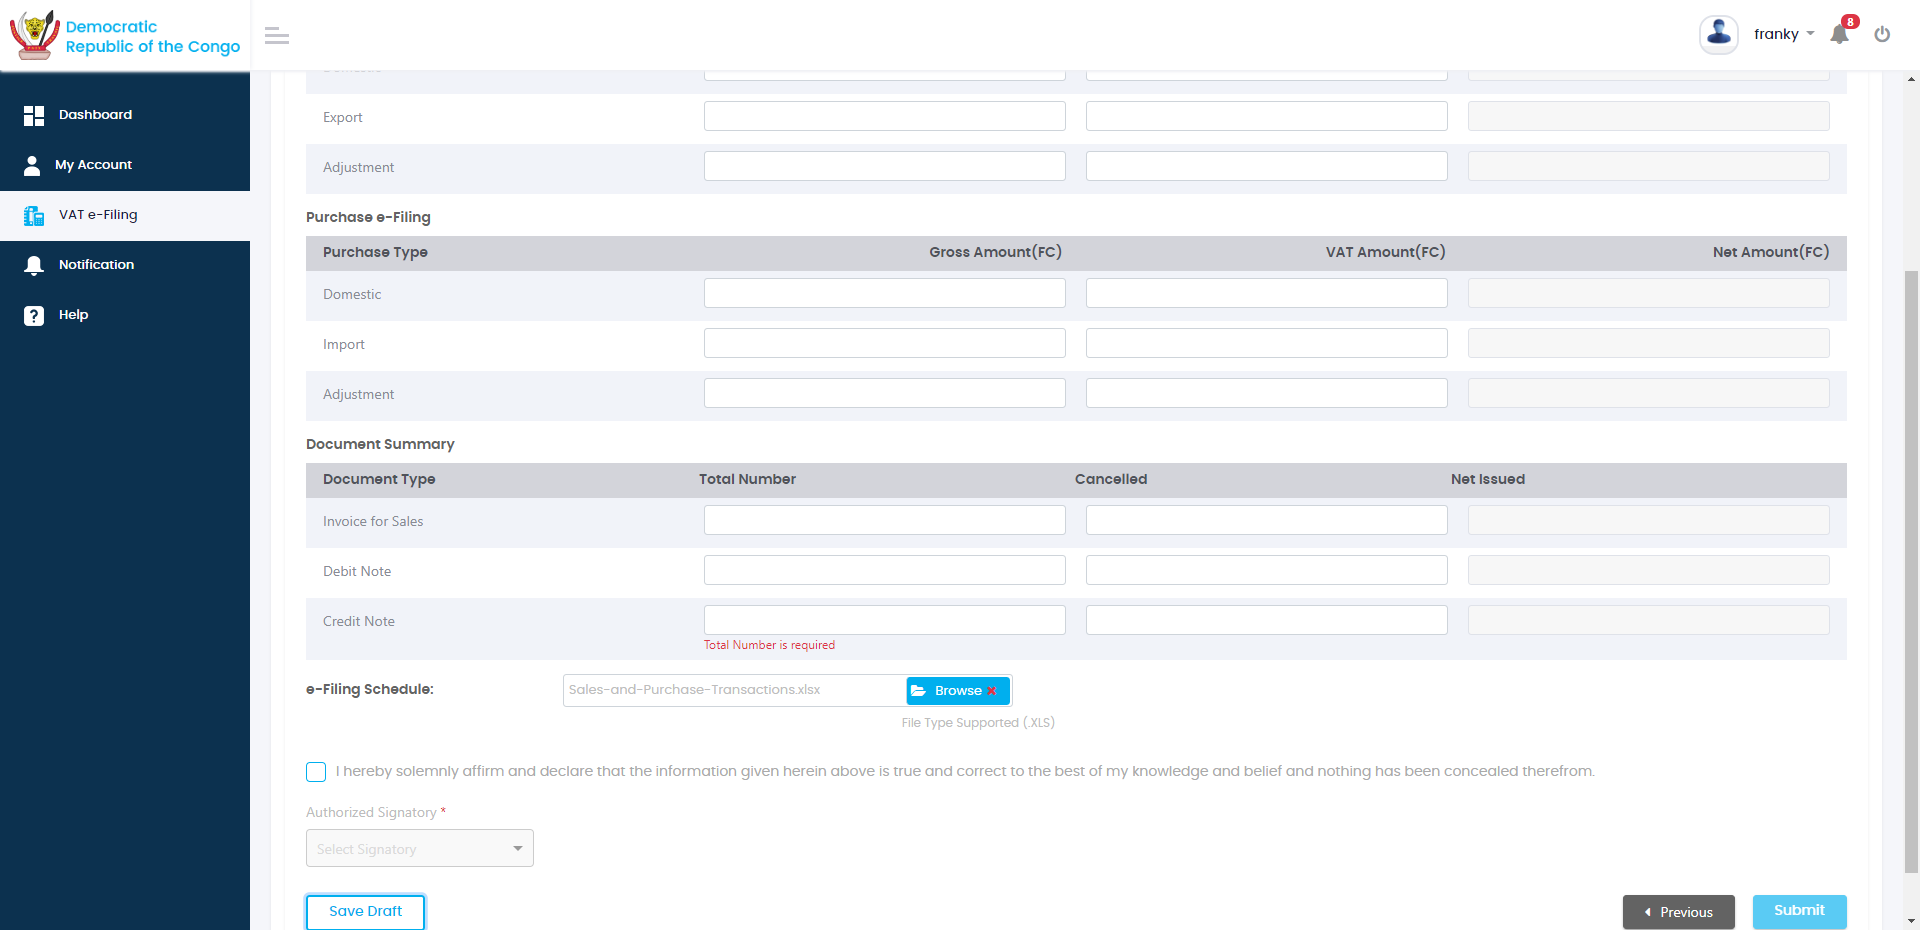 Democratic
Republic of the Congo
franky
8
Dashboard
My Account
VAT e-Filing
Notification
Help
Export
Adjustment
Purchase e-Filing
Purchase Type Gross Amount(FC) VAT Amount(FC) Net Amount(FC)
Domestic
Import
Adjustment
Document Summary
Document Type Total Number Cancelled Net Issued
Invoice for Sales
Debit Note
Credit Note
Total Number is required
e-Filing Schedule: Sales-and-Purchase-Transactions.xlsx Browse
File Type Supported (.XLS)
I hereby solemnly affirm and declare that the information given herein above is true and correct to the best of my knowledge and belief and nothing has been concealed therefrom.
Authorized Signatory *
Select Signatory
Save Draft Previous Submit